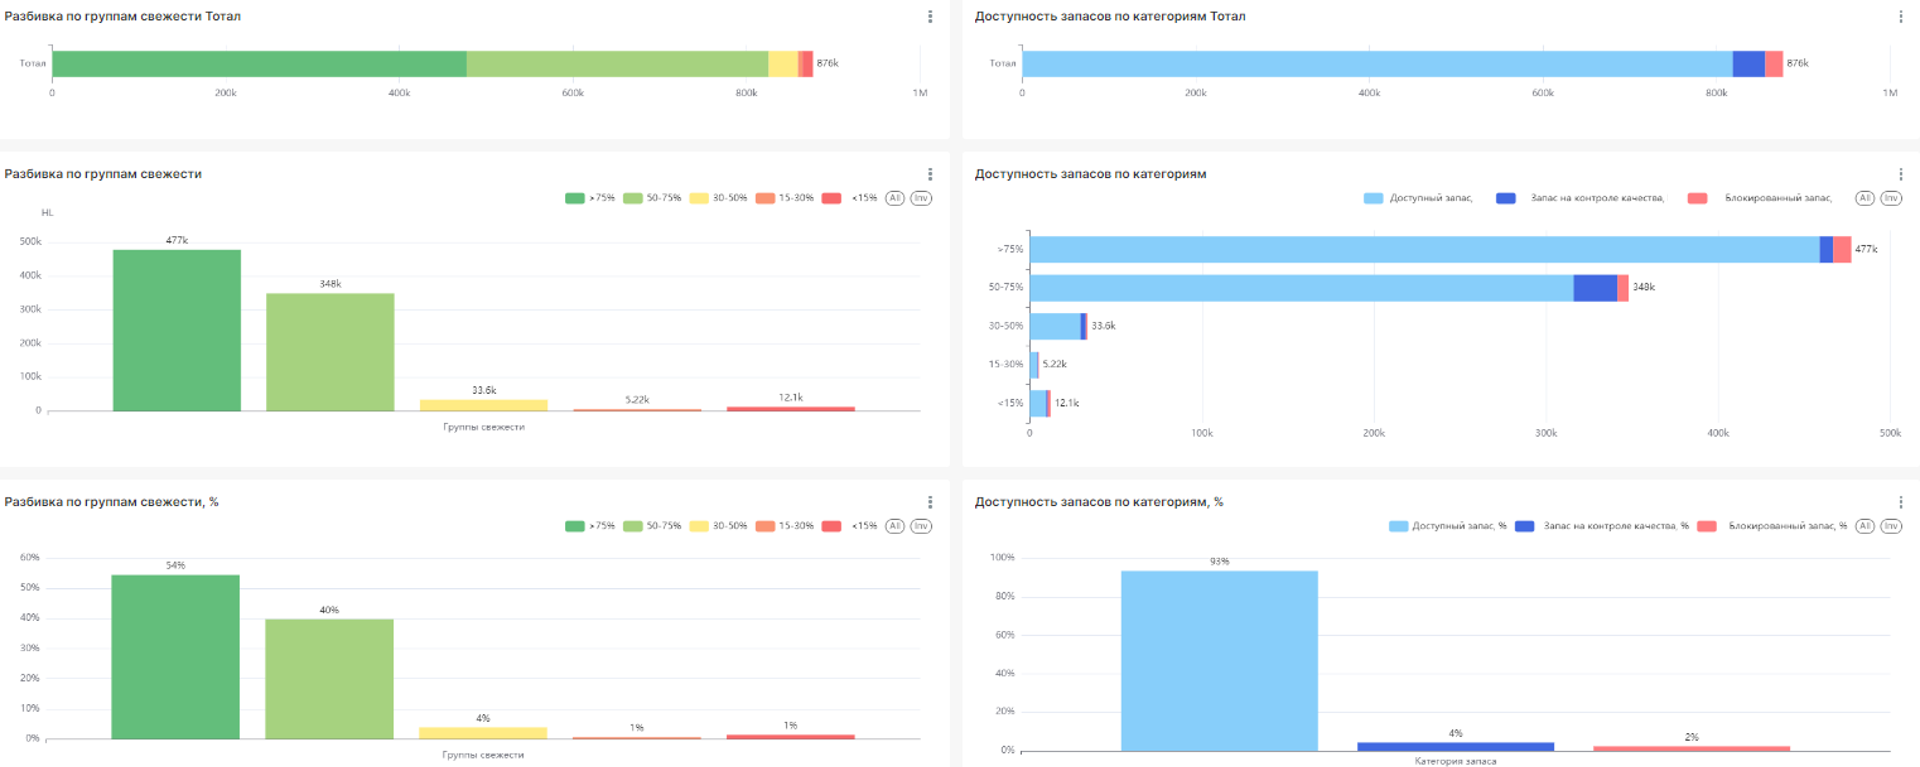 Разбивка по группам свежести Тотал
Тотал
876k
0 200k 400k 600k 800k 1M
Доступность запасов по категориям Тотал
Тотал
876k
0 200k 400k 600k 800k 1M
Разбивка по группам свежести
>75% 50-75% 30-50% 15-30% <15% All Inv
HL
500k
400k
300k
200k
100k
0
477k
348k
33.6k
5.22k
12.1k
Группы свежести
Доступность запасов по категориям
Доступный запас, Запас на контроле качества, Блокированный запас, All Inv
>75% 477k
50-75% 348k
30-50% 33.6k
15-30% 5.22k
<15% 12.1k
0 100k 200k 300k 400k 500k
Разбивка по группам свежести, %
>75% 50-75% 30-50% 15-30% <15% All Inv
60%
50%
40%
30%
20%
10%
0%
54%
40%
4%
1%
1%
Группы свежести
Доступность запасов по категориям, %
Доступный запас, % Запас на контроле качества, % Блокированный запас, % All Inv
100%
80%
60%
40%
20%
0%
93%
4%
2%
Категория запаса